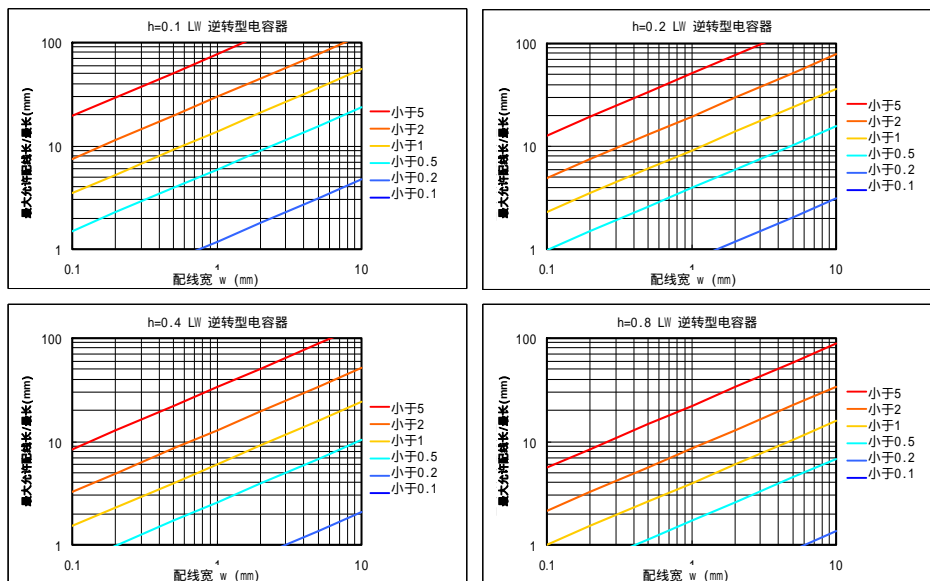 h=0.1 LW 逆转型电容器
最大允许配线长/最长(mm)
100
10
1
0.1
1
10
配线宽 w (mm)
小于5
小于2
小于1
小于0.5
小于0.2
小于0.1
h=0.2 LW 逆转型电容器
最大允许配线长/最长(mm)
100
10
1
0.1
1
10
配线宽 w (mm)
小于5
小于2
小于1
小于0.5
小于0.2
小于0.1
h=0.4 LW 逆转型电容器
最大允许配线长/最长(mm)
100
10
1
0.1
1
10
配线宽 w (mm)
小于5
小于2
小于1
小于0.5
小于0.2
小于0.1
h=0.8 LW 逆转型电容器
最大允许配线长/最长(mm)
100
10
1
0.1
1
10
配线宽 w (mm)
小于5
小于2
小于1
小于0.5
小于0.2
小于0.1